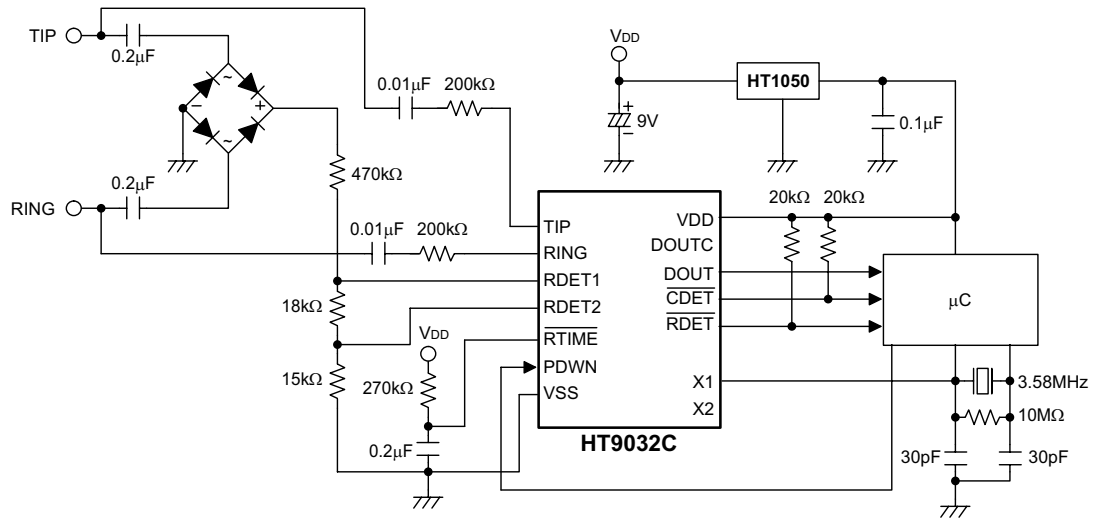 TIP
0.2µF
~
−
+
~
0.01µF
200kΩ
VDD
HT1050
+
9V
−
0.1µF
RING
0.2µF
470kΩ
0.01µF
200kΩ
20kΩ
20kΩ
TIP
RING
RDET1
RDET2
RTIME
PDWN
VSS
VDD
DOUTC
DOUT
CDET
RDET
X1
X2
HT9032C
µC
18kΩ
15kΩ
VDD
270kΩ
0.2µF
3.58MHz
10MΩ
30pF
30pF